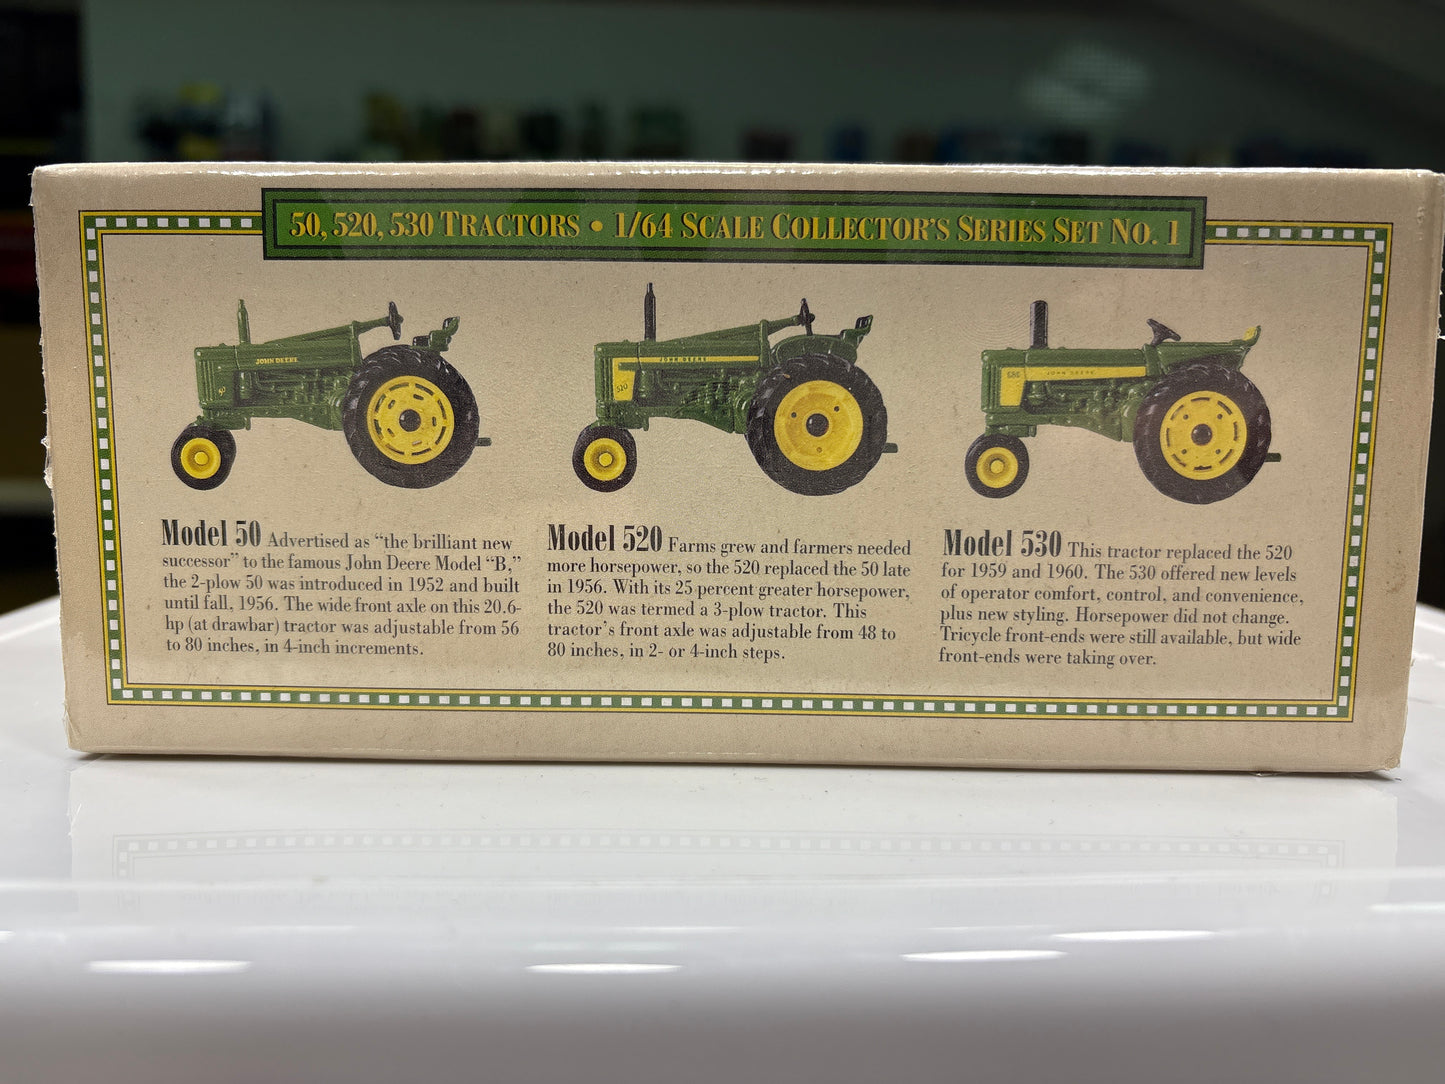 50, 520, 530 TRACTORS • 1/64 SCALE COLLECTOR'S SERIES SET NO. 1
JOHN DEERE
50
JOHN DEERE
520
JOHN DEERE
Model 50 Advertised as “the brilliant new
successor” to the famous John Deere Model “B,”
the 2-plow 50 was introduced in 1952 and built
until fall, 1956. The wide front axle on this 20.6-
hp (at drawbar) tractor was adjustable from 56
to 80 inches, in 4-inch increments.
Model 520 Farms grew and farmers needed
more horsepower, so the 520 replaced the 50 late
in 1956. With its 25 percent greater horsepower,
the 520 was termed a 3-plow tractor. This
tractor’s front axle was adjustable from 48 to
80 inches, in 2- or 4-inch steps.
Model 530 This tractor replaced the 520
for 1959 and 1960. The 530 offered new levels
of operator comfort, control, and convenience,
plus new styling. Horsepower did not change.
Tricycle front-ends were still available, but wide
front-ends were taking over.